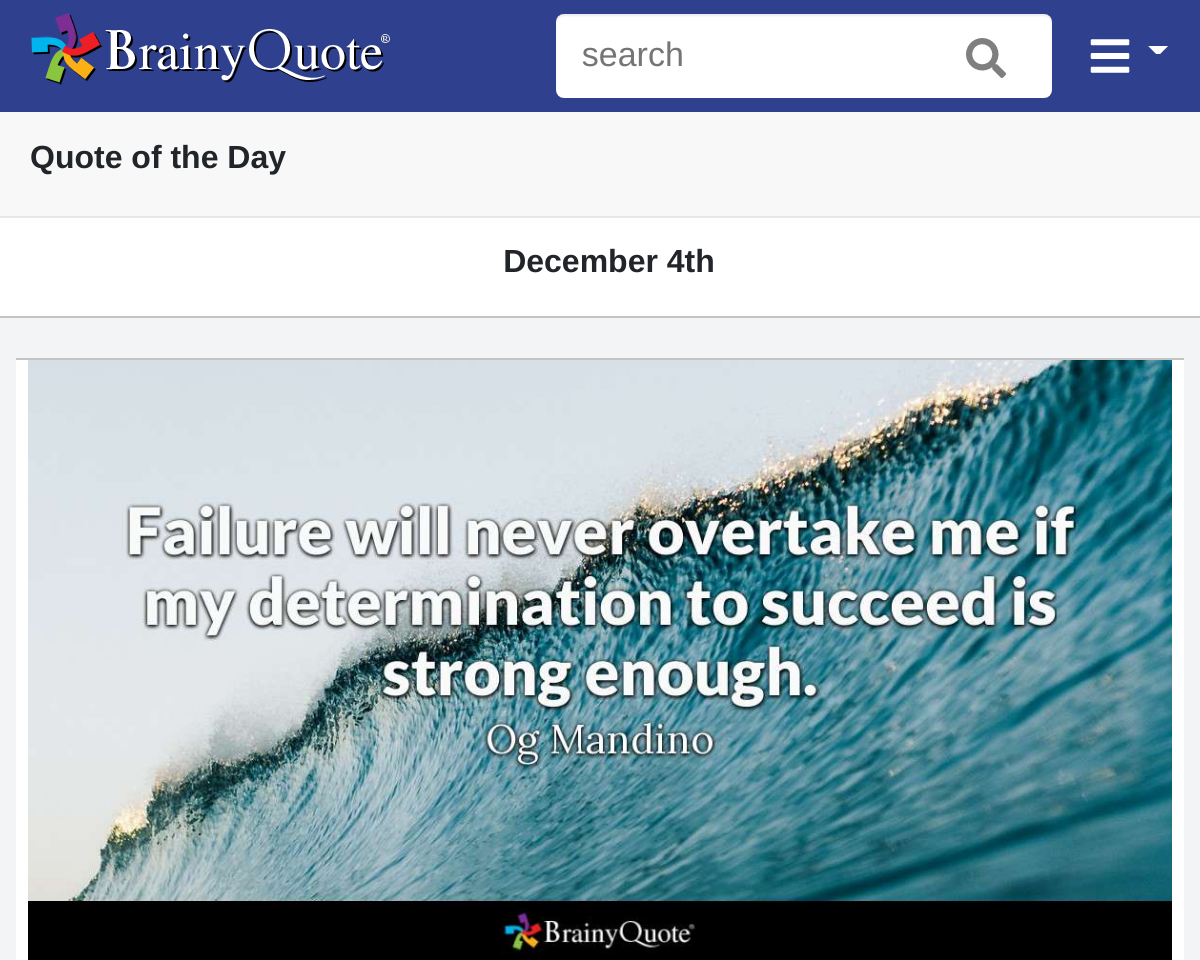 BrainyQuote®
search
Quote of the Day
December 4th
Failure will never overtake me if
my determination to succeed is
strong enough.
Og Mandino
BrainyQuote®